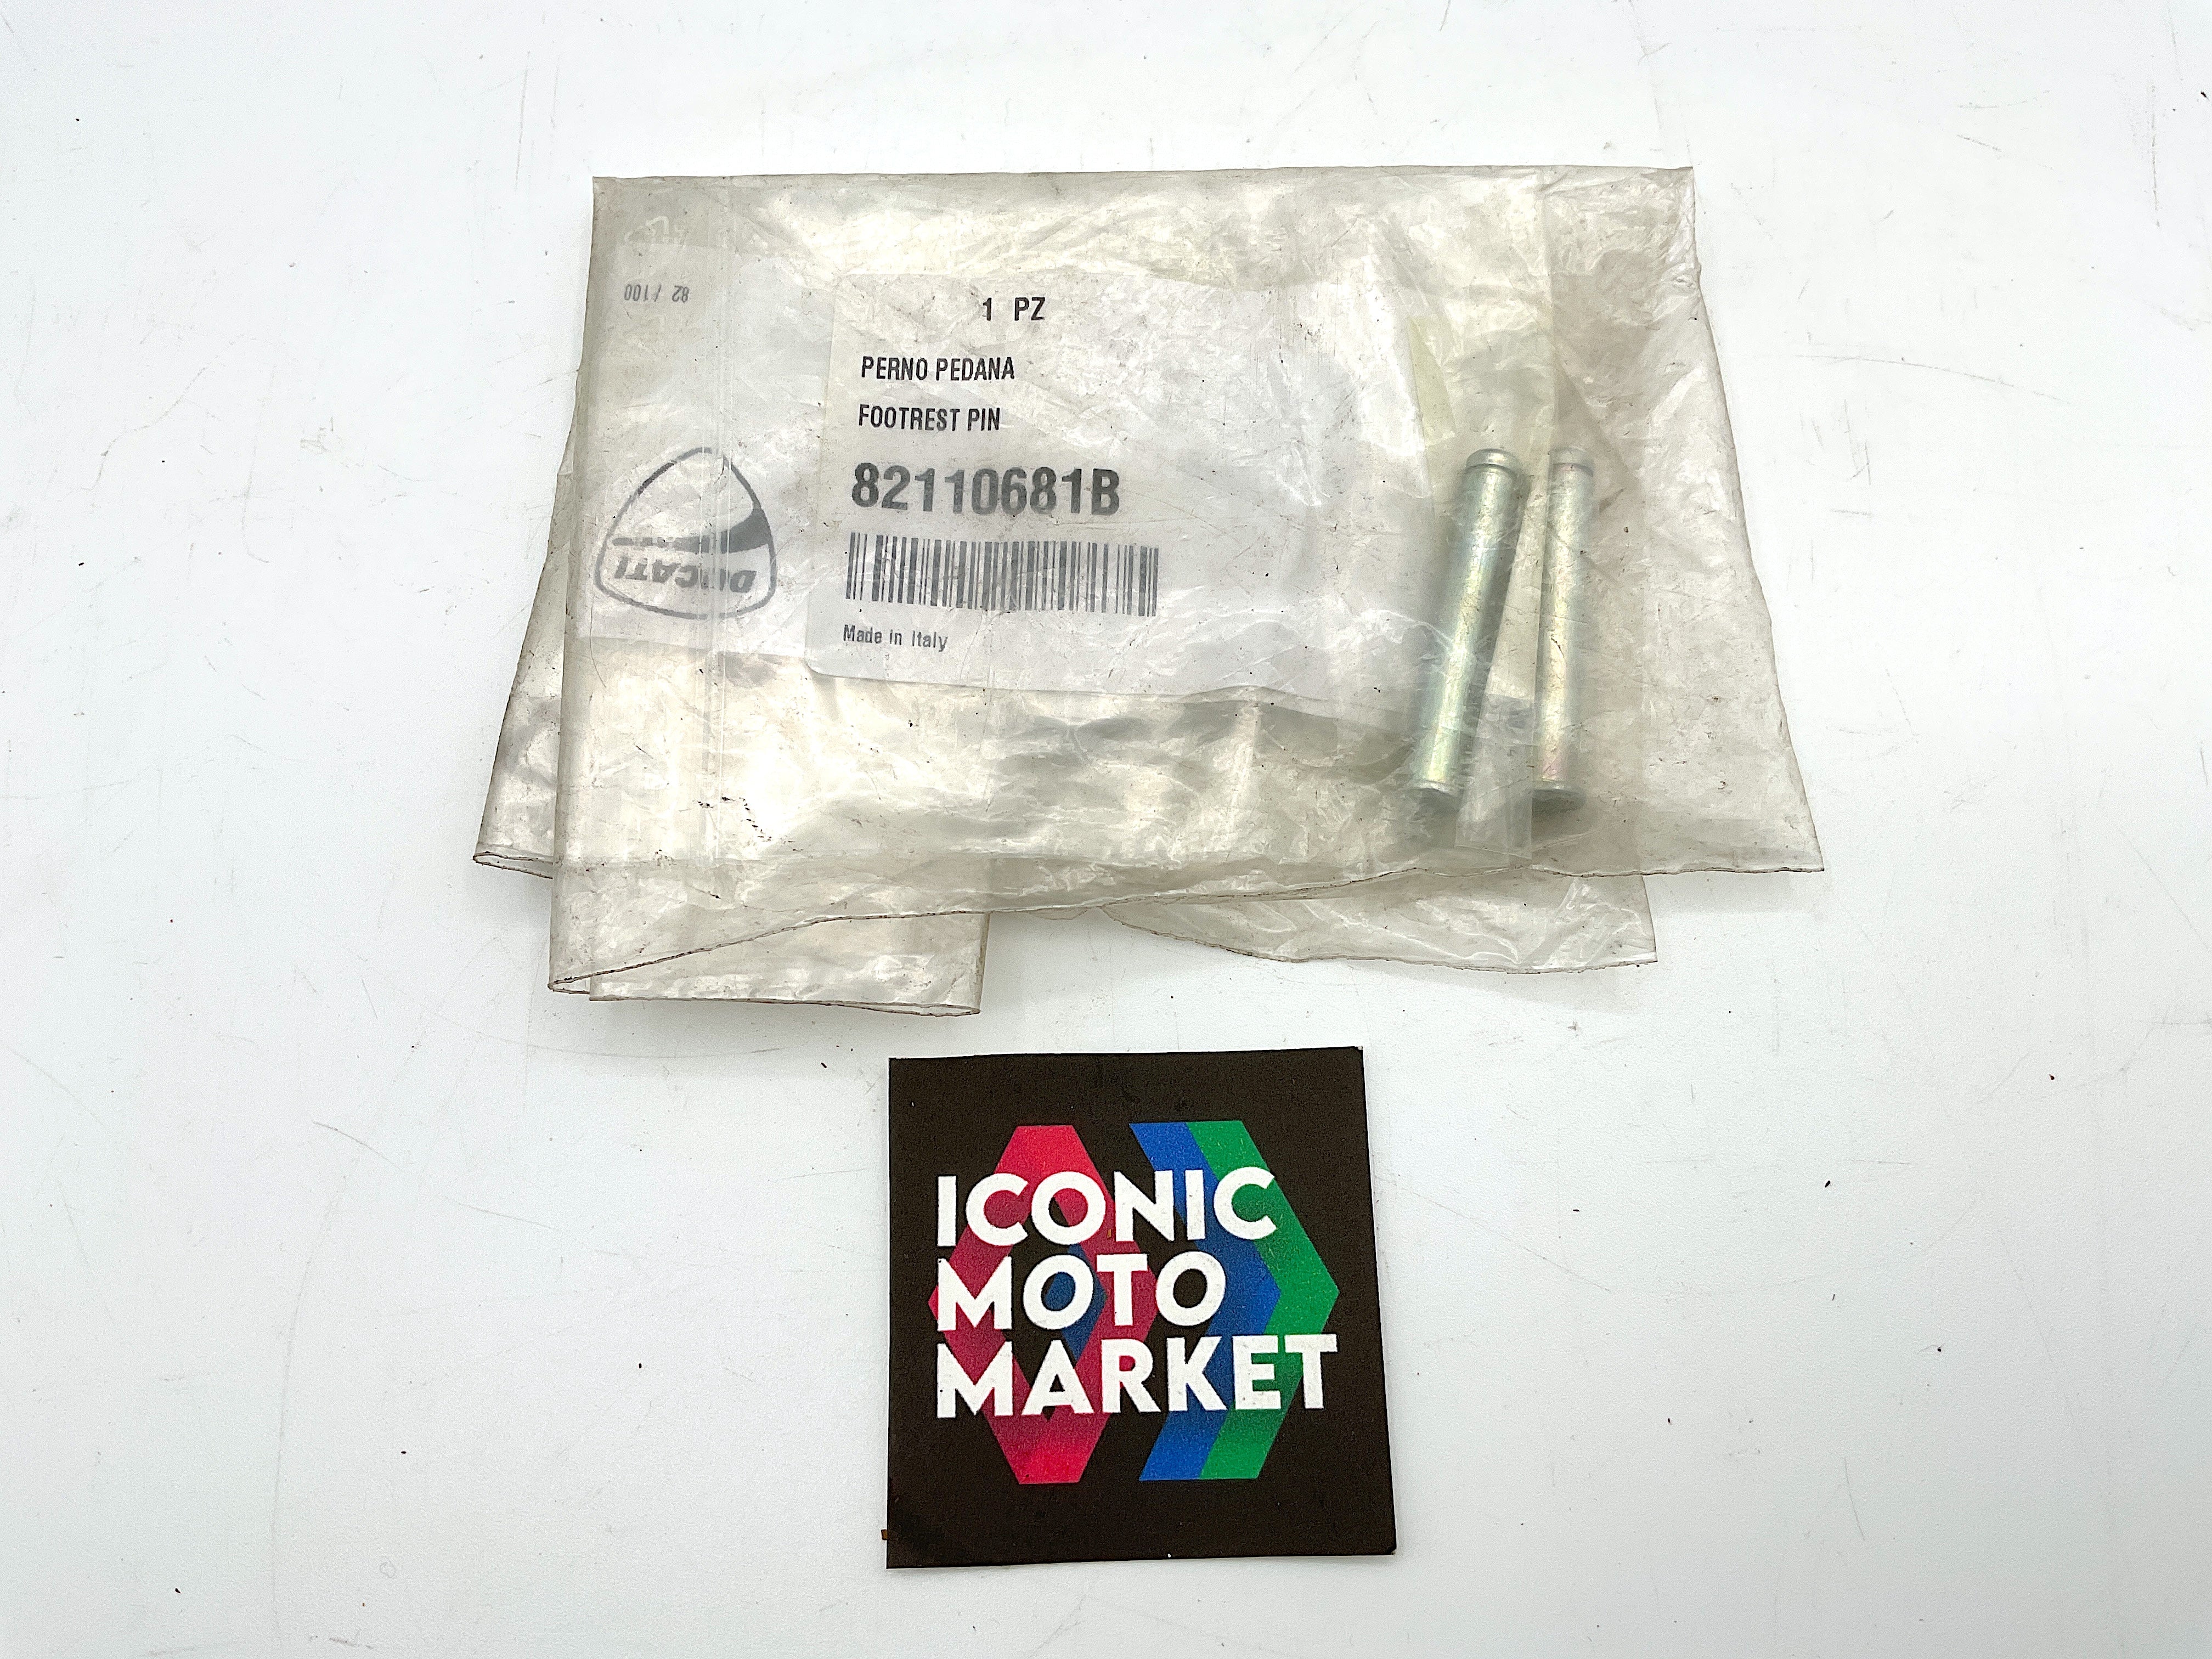 82 / 100
1 PZ
PERNO PEDANA
FOOTREST PIN
82110681B
DUCATI
Made in Italy
ICONIC
MOTO
MARKET